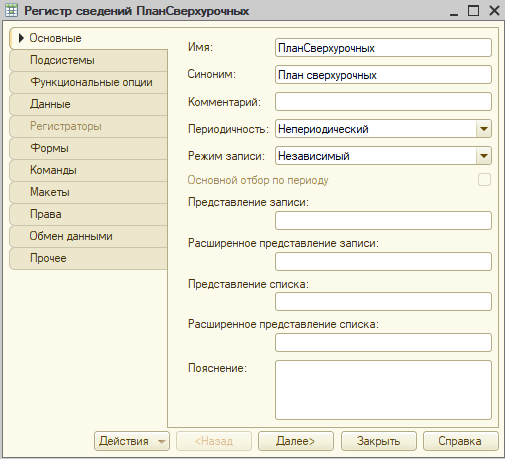 Регистр сведений ПланСверхурочных
Основные
Подсистемы
Функциональные опции
Данные
Регистраторы
Формы
Команды
Макеты
Права
Обмен данными
Прочее
Имя: ПланСверхурочных
Синоним: План сверхурочных
Комментарий:
Периодичность: Непериодический
Режим записи: Независимый
Основной отбор по периоду
Представление записи:
Расширенное представление записи:
Представление списка:
Расширенное представление списка:
Пояснение:
Действия <Назад Далее> Закрыть Справка